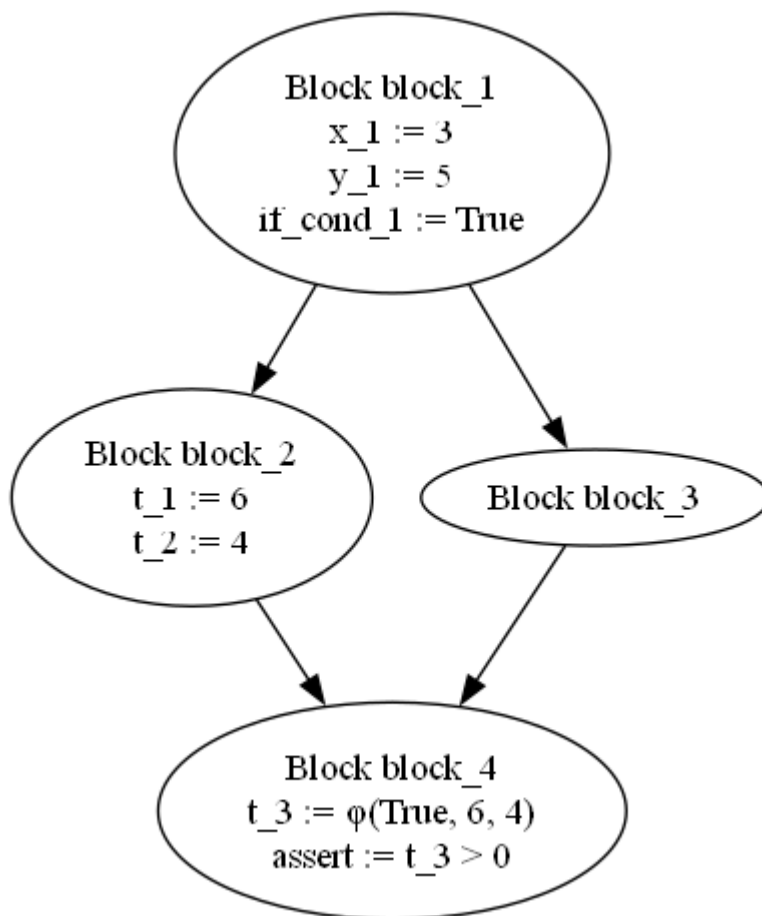 Block block_1
x_1 := 3
y_1 := 5
if_cond_1 := True
Block block_2
t_1 := 6
t_2 := 4
Block block_3
Block block_4
t_3 := φ(True, 6, 4)
assert := t_3 > 0